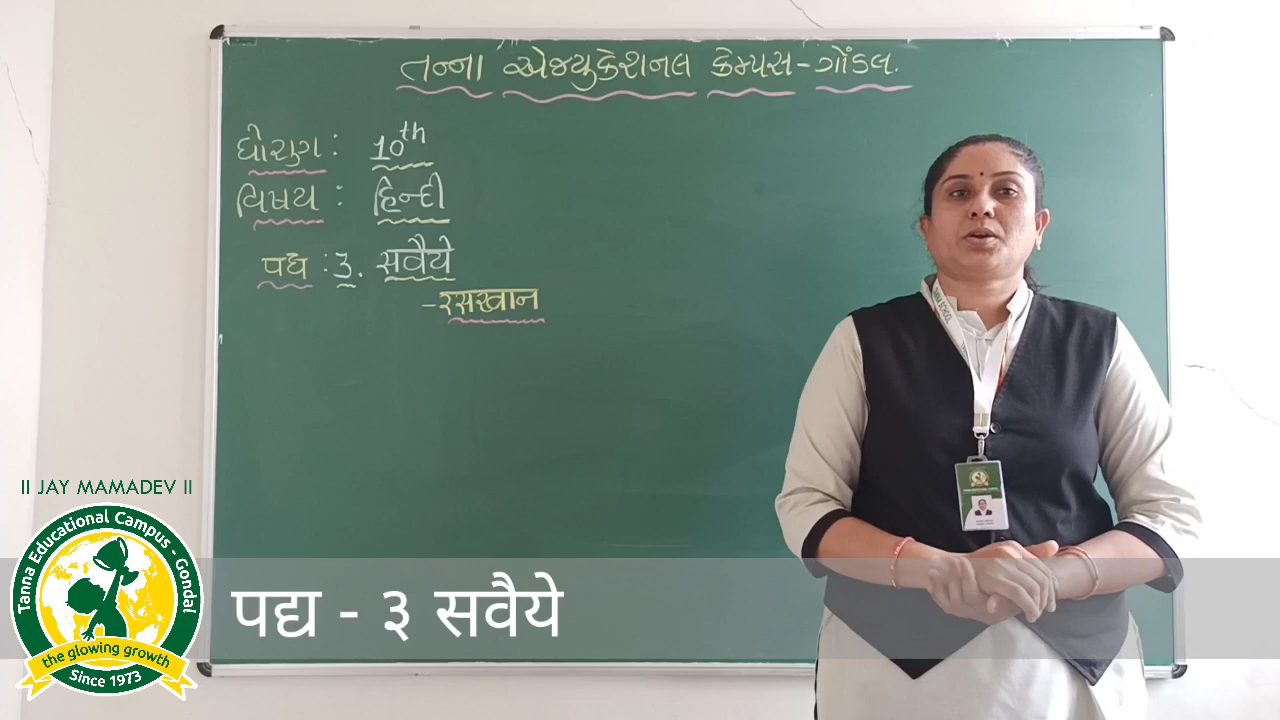 તન્ના એજ્યુકેશનલ કેમ્પસ - ગોંડલ.
ધોરણ : 10th
વિષય : હિન્દી
પદ્ય : ३. सवैये
- रसखान
II JAY MAMADEV II
Tanna Educational Campus - Gondal
the glowing growth
Since 1973
पद्य - ३ सवैये